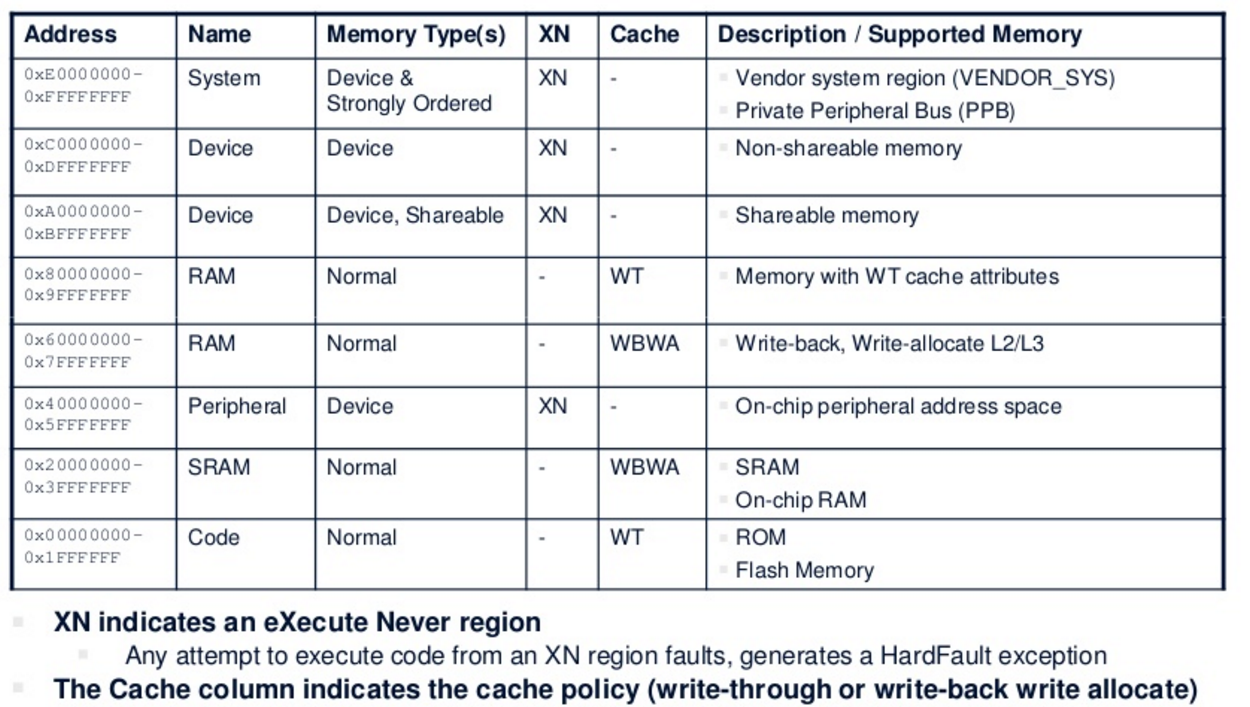 Address Name Memory Type(s) XN Cache Description / Supported Memory
0xE0000000- System Device & XN - Vendor system region (VENDOR_SYS)
0xFFFFFFFF Strongly Ordered Private Peripheral Bus (PPB)
0xC0000000- Device Device XN - Non-shareable memory
0xDFFFFFFF
0xA0000000- Device Device, Shareable XN - Shareable memory
0xBFFFFFFF
0x80000000- RAM Normal - WT Memory with WT cache attributes
0x9FFFFFFF
0x60000000- RAM Normal - WBWA Write-back, Write-allocate L2/L3
0x7FFFFFFF
0x40000000- Peripheral Device XN - On-chip peripheral address space
0x5FFFFFFF
0x20000000- SRAM Normal - WBWA SRAM
0x3FFFFFFF On-chip RAM
0x00000000- Code Normal - WT ROM
0x1FFFFFF Flash Memory
XN indicates an eXecute Never region
Any attempt to execute code from an XN region faults, generates a HardFault exception
The Cache column indicates the cache policy (write-through or write-back write allocate)